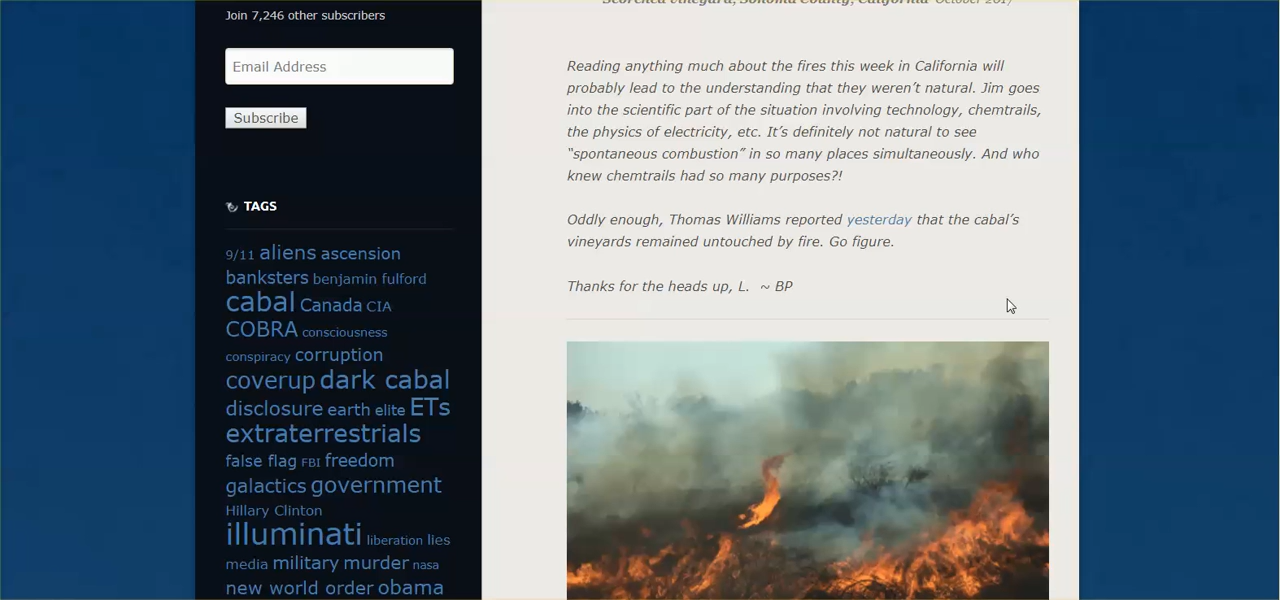 Join 7,246 other subscribers
Email Address
Subscribe
TAGS
9/11 aliens ascension
banksters benjamin fulford
cabal Canada CIA
COBRA consciousness
conspiracy corruption
coverup dark cabal
disclosure earth elite ETs
extraterrestrials
false flag FBI freedom
galactics government
Hillary Clinton
illuminati liberation lies
media military murder nasa
new world order obama
Scorched vineyard, Sonoma County, California October 2017
Reading anything much about the fires this week in California will
probably lead to the understanding that they weren’t natural. Jim goes
into the scientific part of the situation involving technology, chemtrails,
the physics of electricity, etc. It’s definitely not natural to see
“spontaneous combustion” in so many places simultaneously. And who
knew chemtrails had so many purposes?!
Oddly enough, Thomas Williams reported yesterday that the cabal’s
vineyards remained untouched by fire. Go figure.
Thanks for the heads up, L. ~ BP